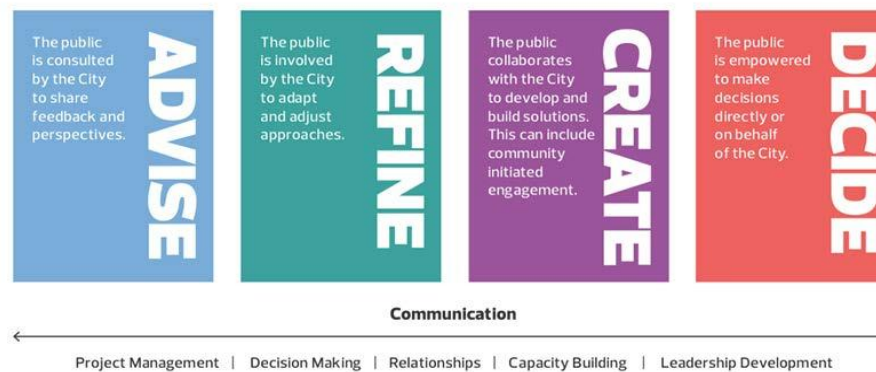 The public
is consulted
by the City
to share
feedback and
perspectives.
ADVISE
The public
is involved
by the City
to adapt
and adjust
approaches.
REFINE
The public
collaborates
with the City
to develop and
build solutions.
This can include
community
initiated
engagement.
CREATE
The public
is empowered
to make
decisions
directly or
on behalf
of the City.
DECIDE
Communication
Project Management | Decision Making | Relationships | Capacity Building | Leadership Development